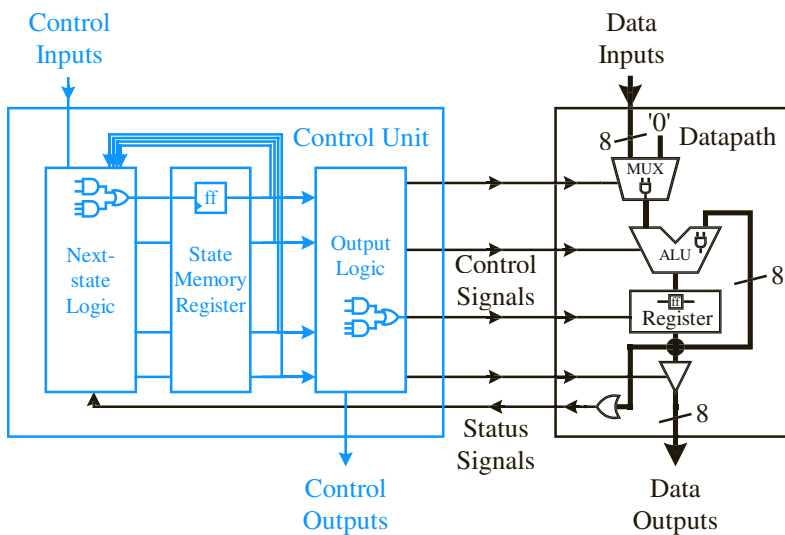 Control
Inputs
Data
Inputs
Control Unit
8
'0'
Datapath
MUX
ff
Next-
state
Logic
State
Memory
Register
Output
Logic
Control
Signals
ALU
8
ff
Register
Status
Signals
8
Control
Outputs
Data
Outputs